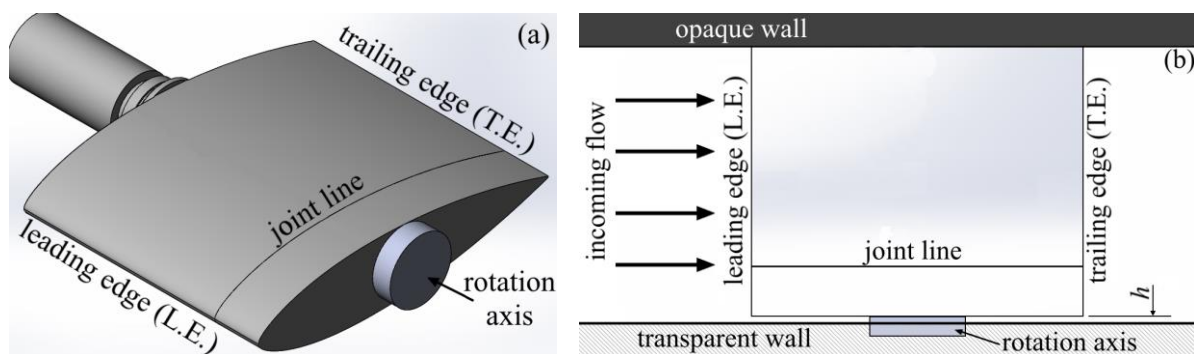 (a)
trailing edge (T.E.)
joint line
leading edge (L.E.)
rotation
axis
opaque wall
(b)
incoming flow
leading edge (L.E.)
trailing edge (T.E.)
joint line
h
transparent wall
rotation axis